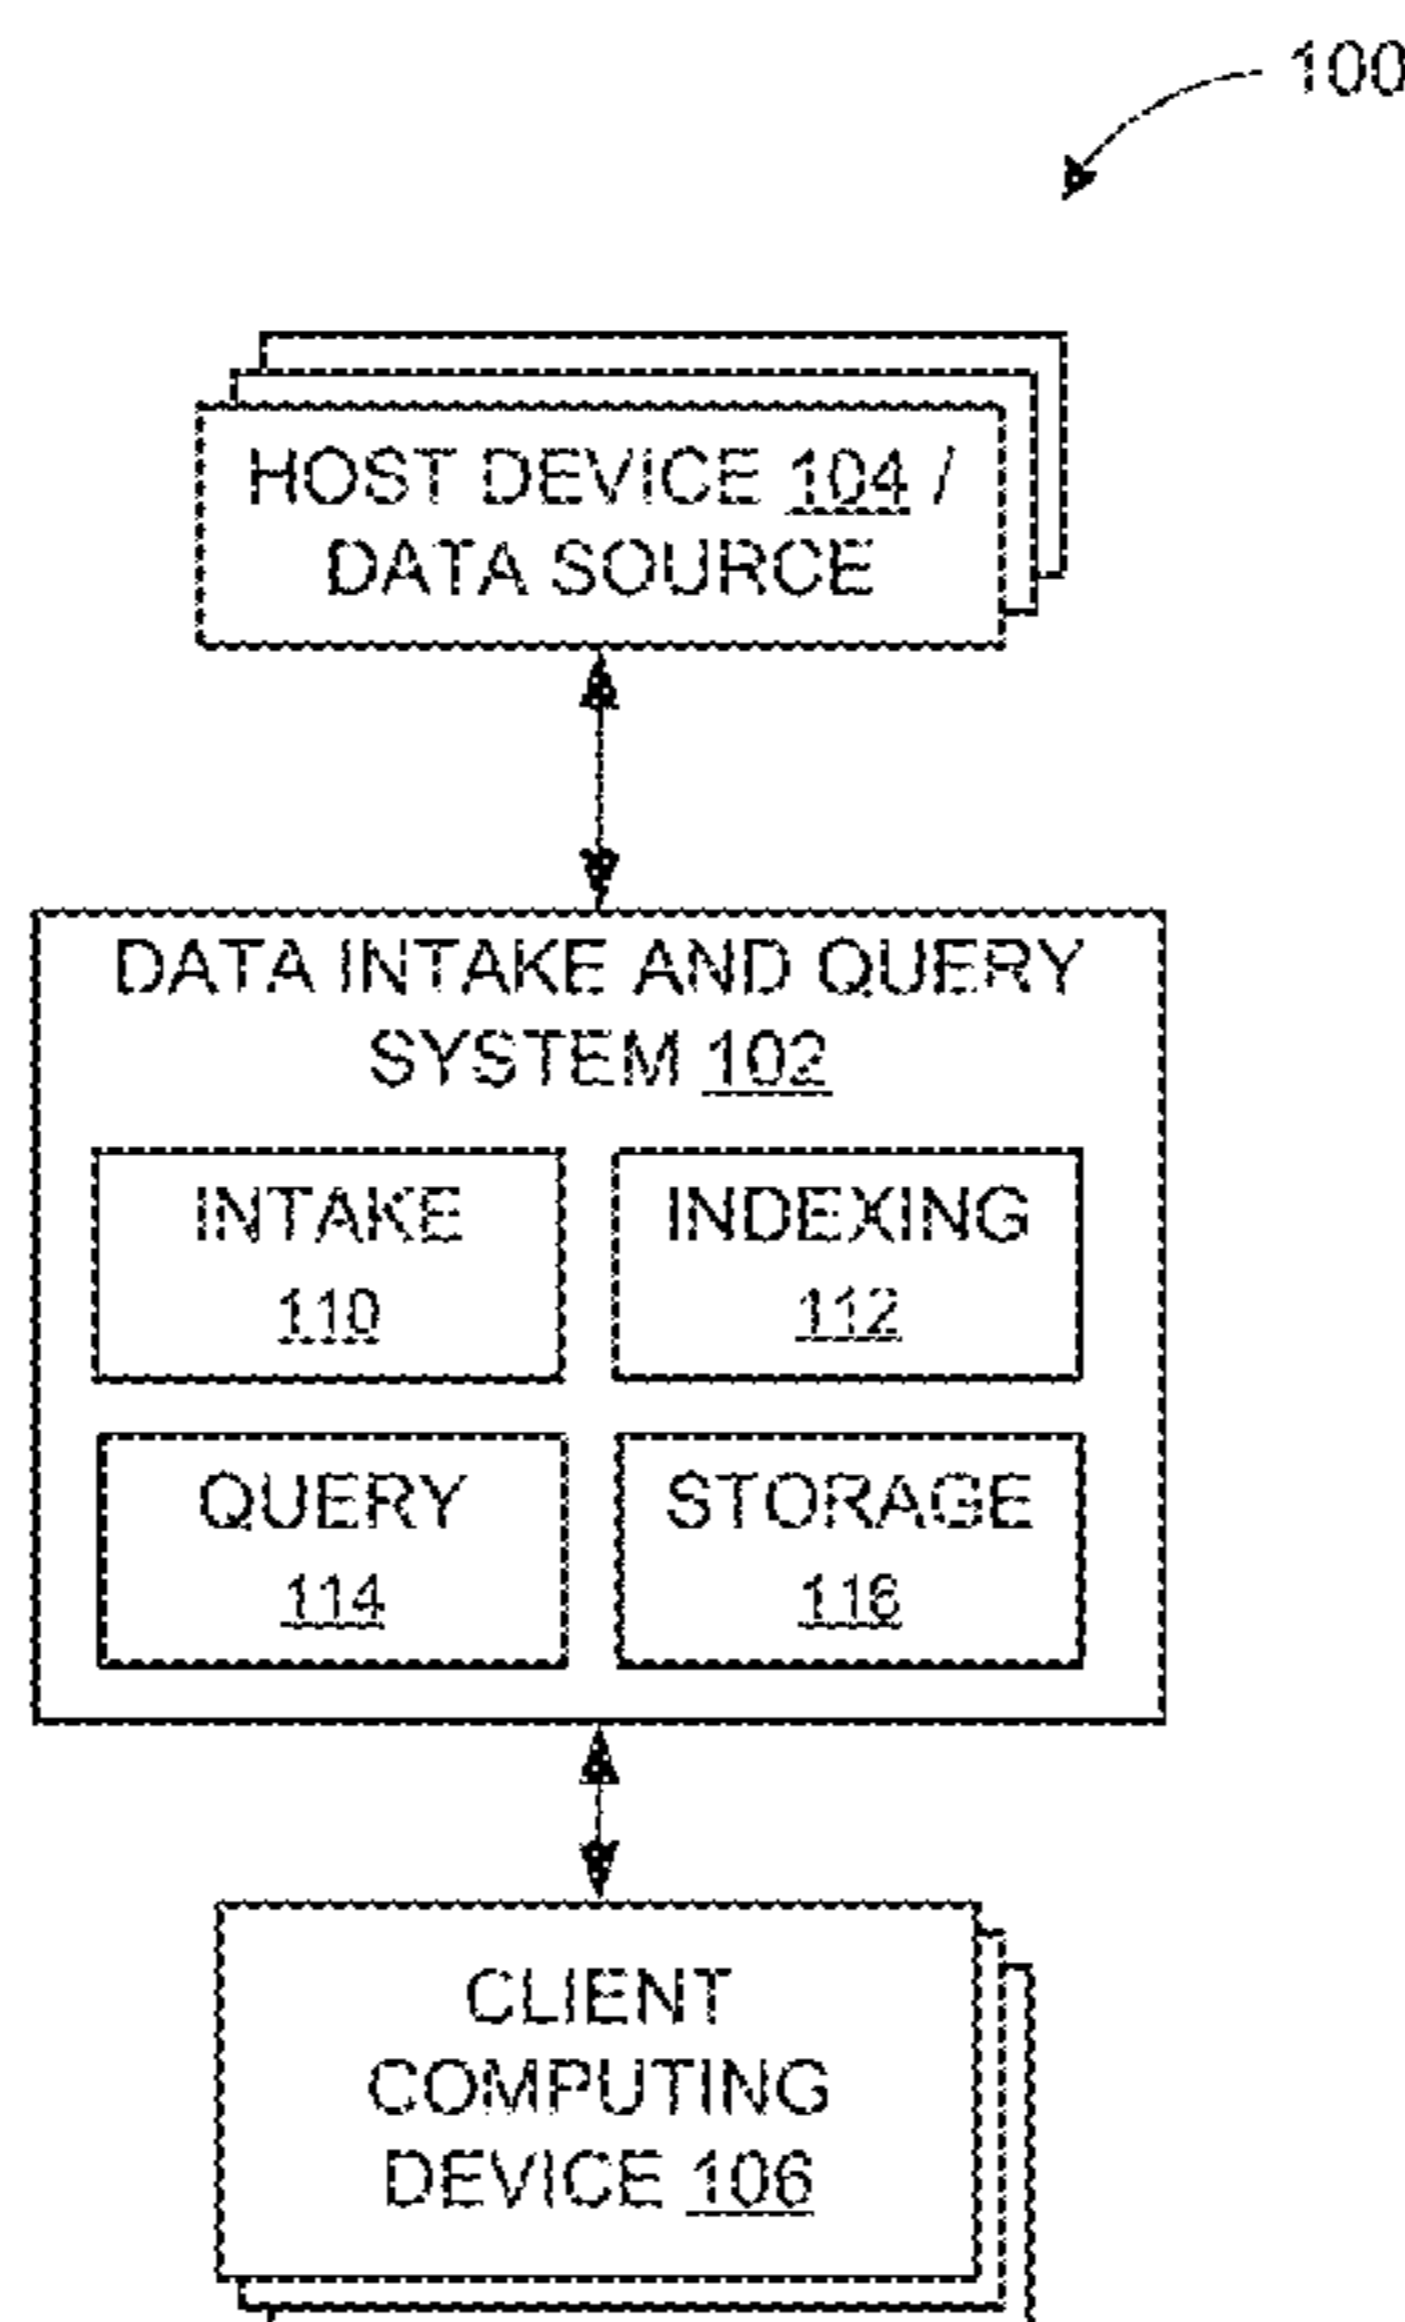 100
HOST DEVICE 104 /
DATA SOURCE
DATA INTAKE AND QUERY
SYSTEM 102
INTAKE
110
INDEXING
112
QUERY
114
STORAGE
116
CLIENT
COMPUTING
DEVICE 106